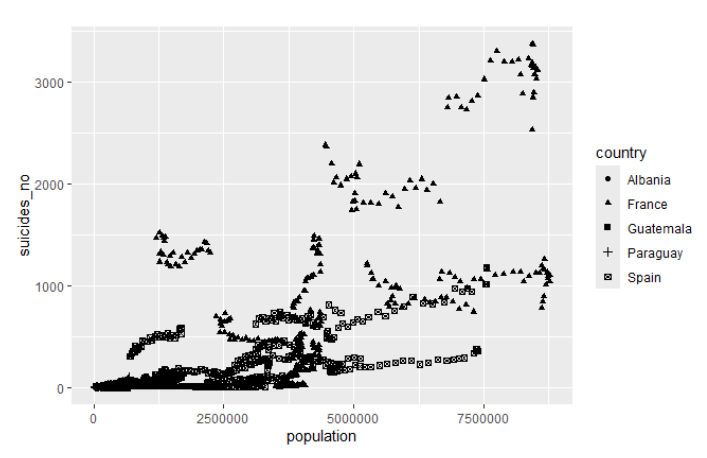 3000
2000
1000
0
suicides_no
0 2500000 5000000 7500000
population
country
Albania
France
Guatemala
Paraguay
Spain